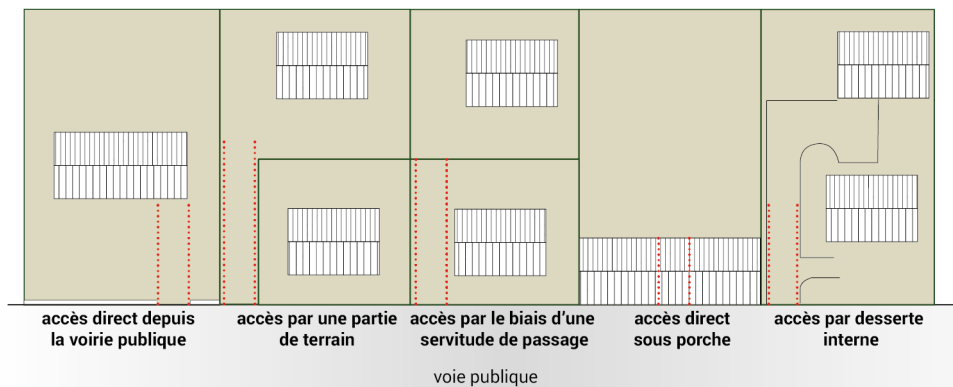 accès direct depuis
la voirie publique
accès par une partie
de terrain
accès par le biais d’une
servitude de passage
accès direct
sous porche
accès par desserte
interne
voie publique